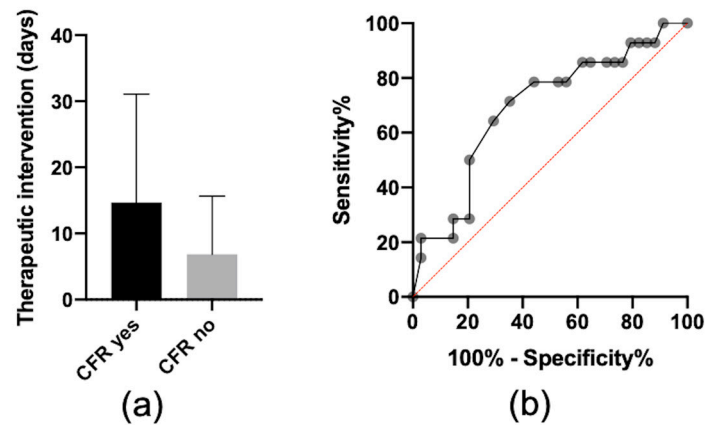 Therapeutic intervention (days)
40
30
20
10
0
CFR yes
CFR no
(a)
Sensitivity%
100
80
60
40
20
0
0 20 40 60 80 100
100% - Specificity%
(b)